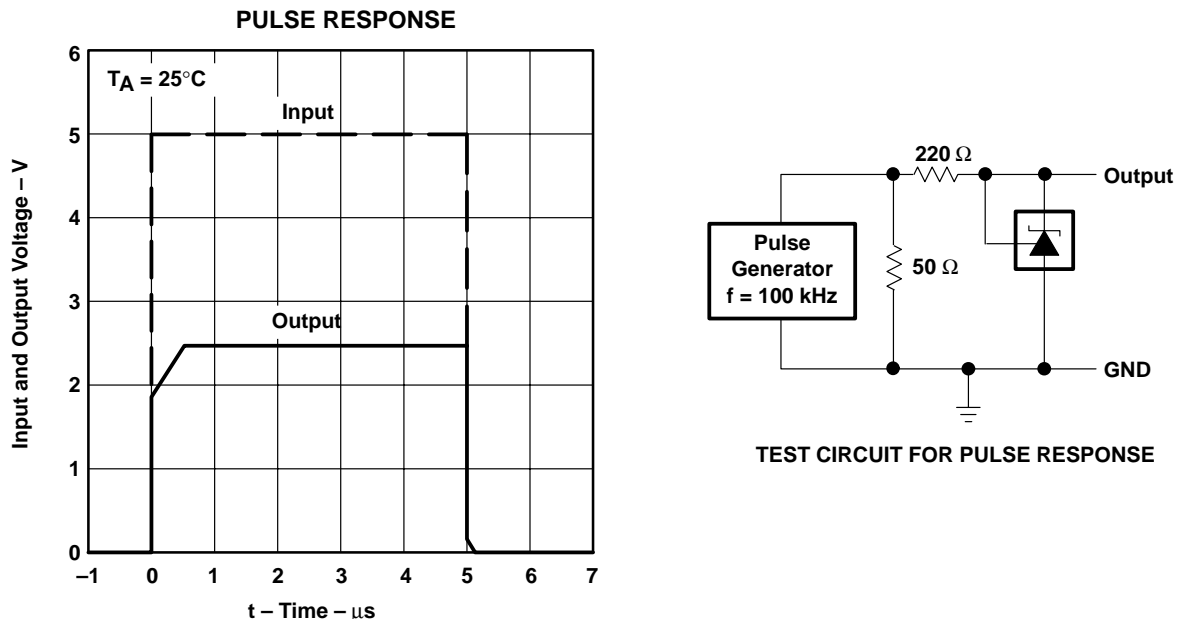 PULSE RESPONSE
6
TA = 25°C
Input
5
4
3
Output
2
1
0
–1 0 1 2 3 4 5 6 7
t – Time – μs
Input and Output Voltage – V
220 Ω
Output
Pulse
Generator
f = 100 kHz
50 Ω
GND
TEST CIRCUIT FOR PULSE RESPONSE